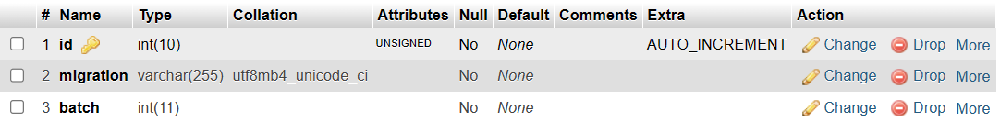 # Name Type Collation Attributes Null Default Comments Extra Action
1 id int(10) UNSIGNED No None AUTO_INCREMENT Change Drop More
2 migration varchar(255) utf8mb4_unicode_ci No None Change Drop More
3 batch int(11) No None Change Drop More